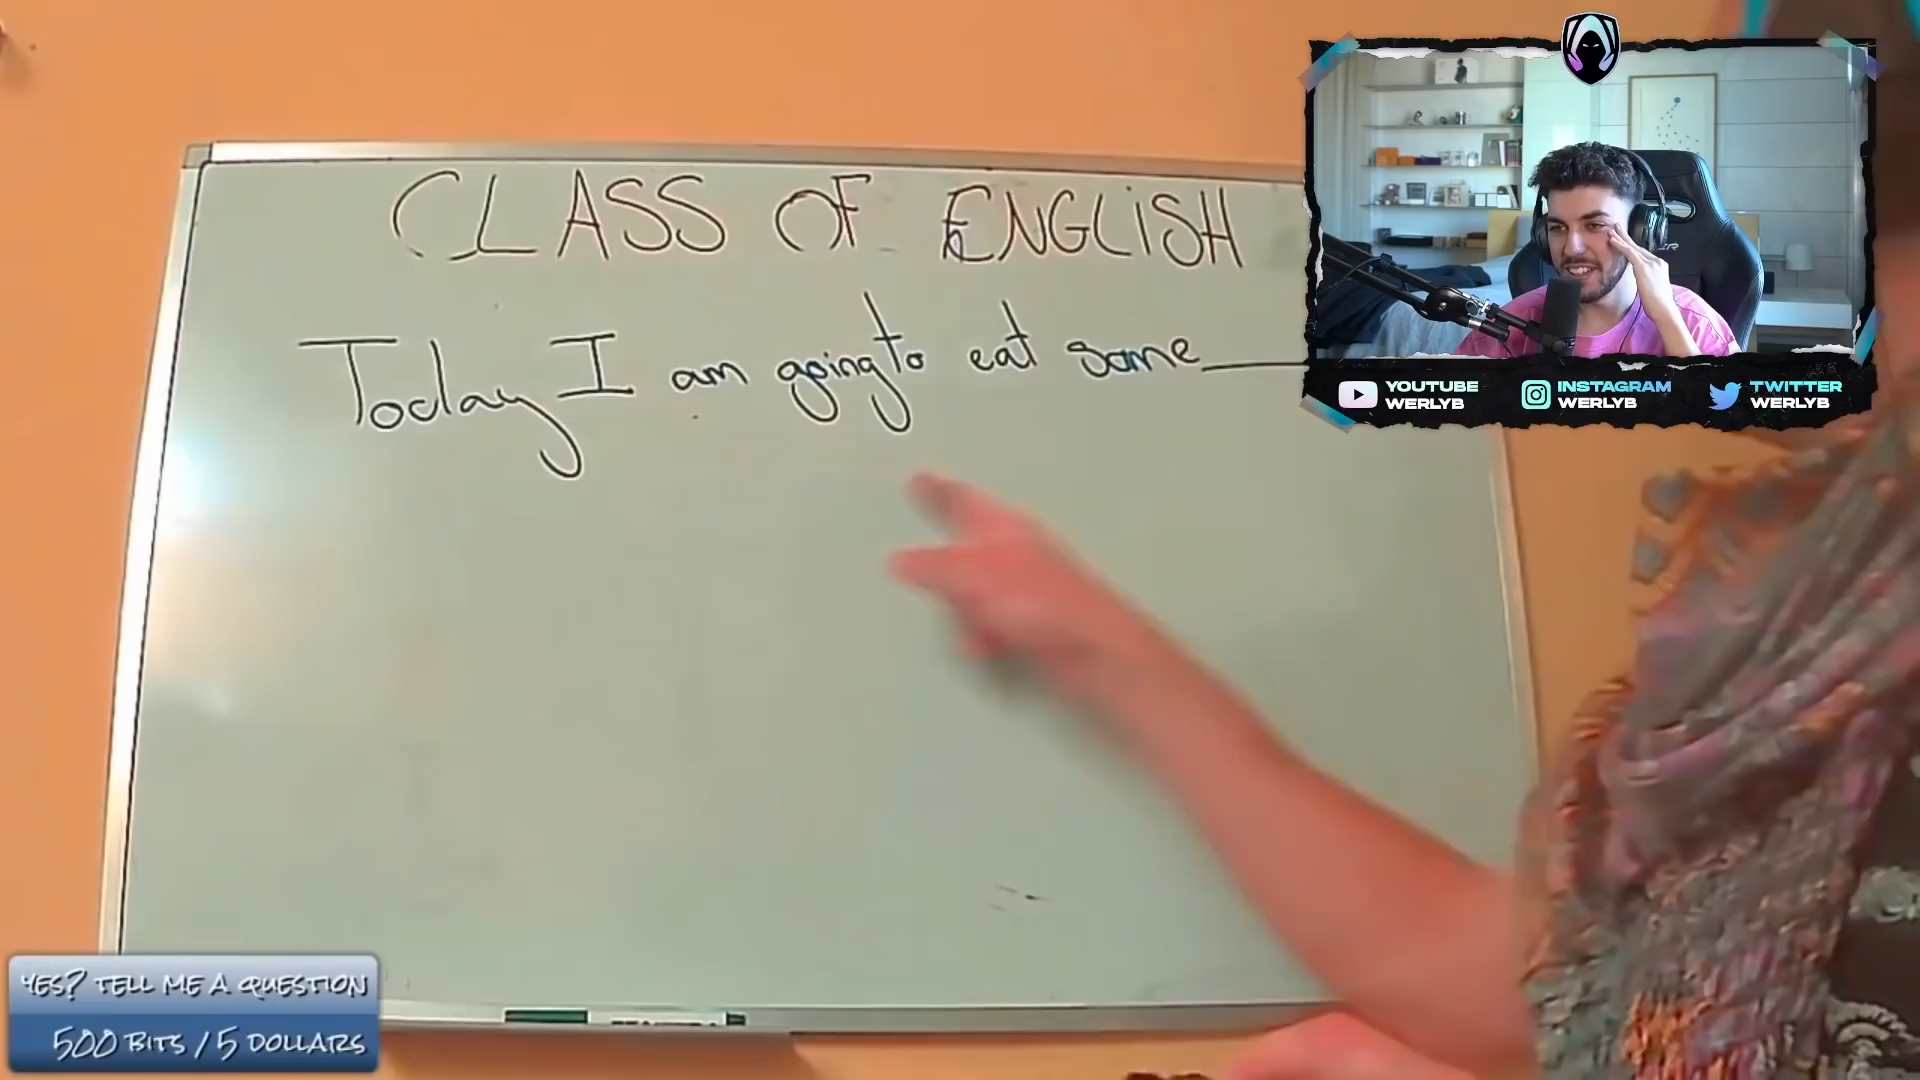 CLASS OF ENGLiSH
Today I am going to eat some
YOUTUBE
WERLYB
INSTAGRAM
WERLYB
TWITTER
WERLYB
YES? TELL ME A QUESTION
500 BITS / 5 DOLLARS